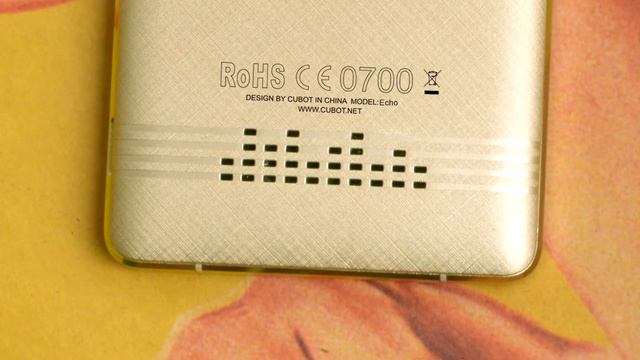 RoHS CE 0700
DESIGN BY CUBOT IN CHINA MODEL:Echo
WWW.CUBOT.NET